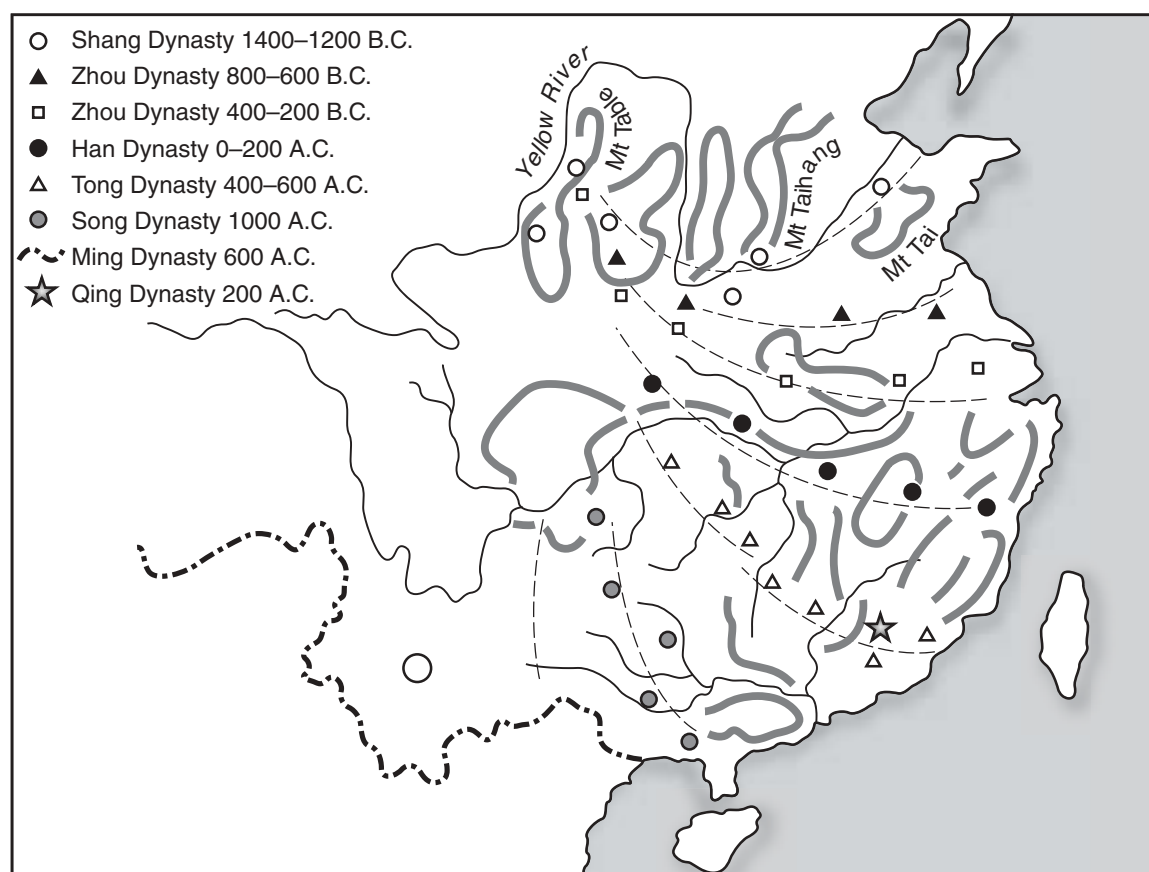 Shang Dynasty 1400–1200 B.C.
Zhou Dynasty 800–600 B.C.
Zhou Dynasty 400–200 B.C.
Han Dynasty 0–200 A.C.
Tong Dynasty 400–600 A.C.
Song Dynasty 1000 A.C.
Ming Dynasty 600 A.C.
Qing Dynasty 200 A.C.
Yellow River
Mt Table
Mt Taihang
Mt Tai